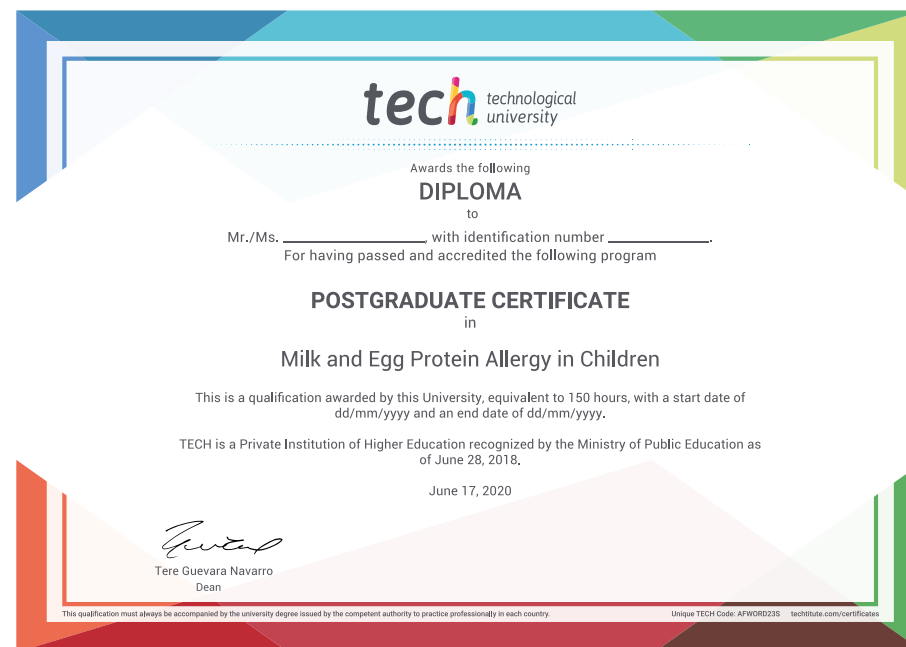 tech technological
university
Awards the following
DIPLOMA
to
Mr./Ms. ____________________, with identification number ______________.
For having passed and accredited the following program
POSTGRADUATE CERTIFICATE
in
Milk and Egg Protein Allergy in Children
This is a qualification awarded by this University, equivalent to 150 hours, with a start date of
dd/mm/yyyy and an end date of dd/mm/yyyy.
TECH is a Private Institution of Higher Education recognized by the Ministry of Public Education as
of June 28, 2018.
June 17, 2020
Tere Guevara Navarro
Dean
This qualification must always be accompanied by the university degree issued by the competent authority to practice professionally in each country.
Unique TECH Code: AFWORD23S techtitute.com/certificates